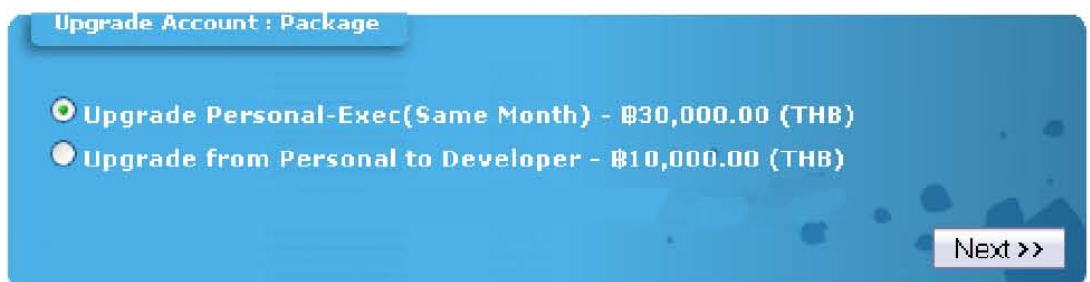 Upgrade Account : Package
Upgrade Personal-Exec(Same Month) - ฿30,000.00 (THB)
Upgrade from Personal to Developer - ฿10,000.00 (THB)
Next >>